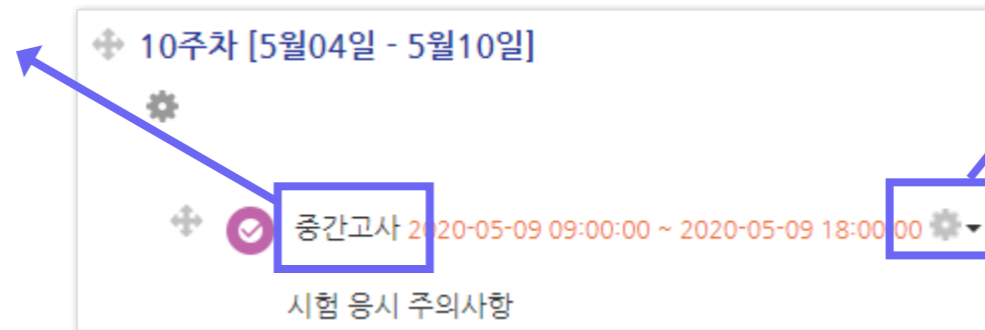 10주차 [5월04일 - 5월10일]
중간고사 2020-05-09 09:00:00 ~ 2020-05-09 18:00:00
시험 응시 주의사항